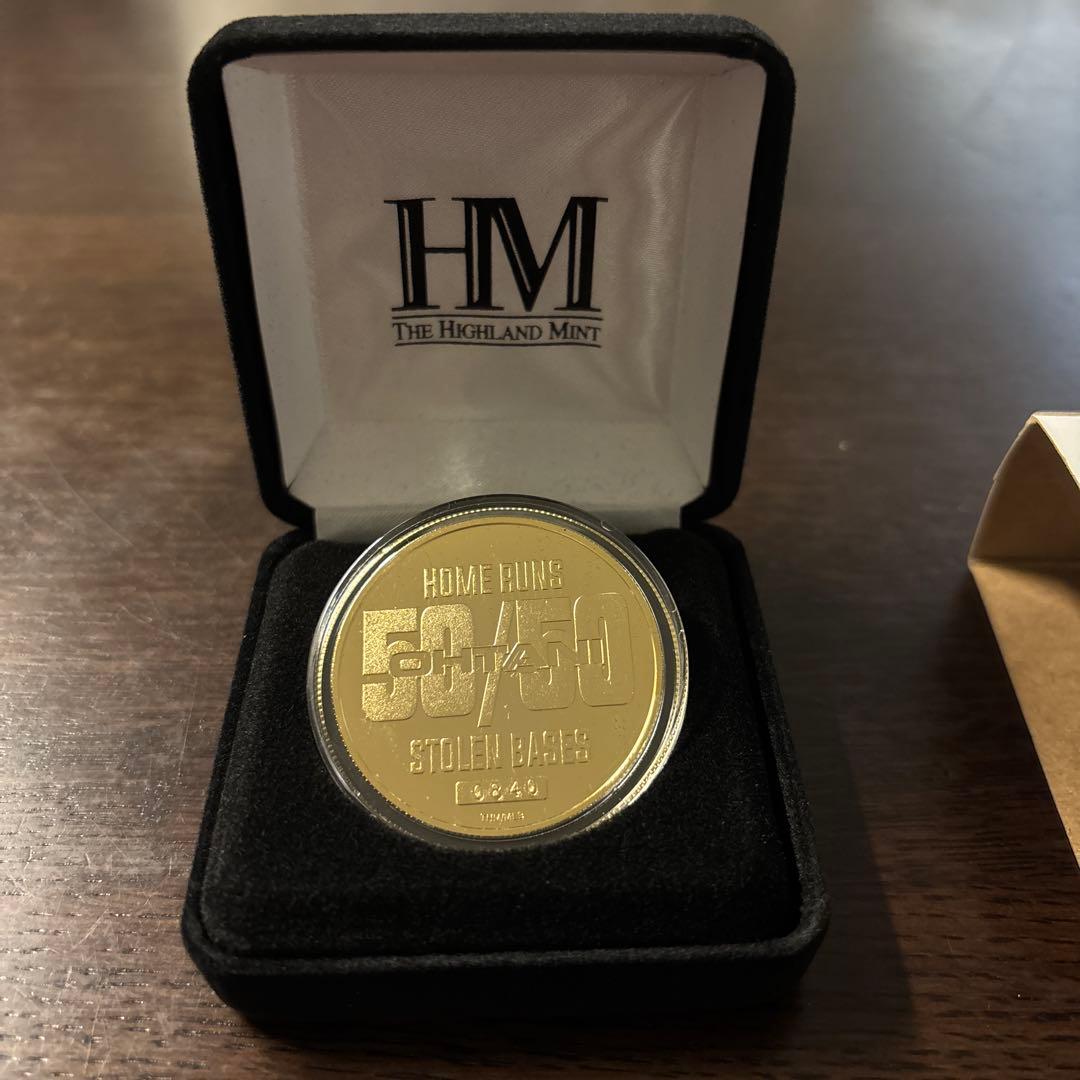 HM
THE HIGHLAND MINT
HOME RUNS
50/50
OHTANI
STOLEN BASES
0840